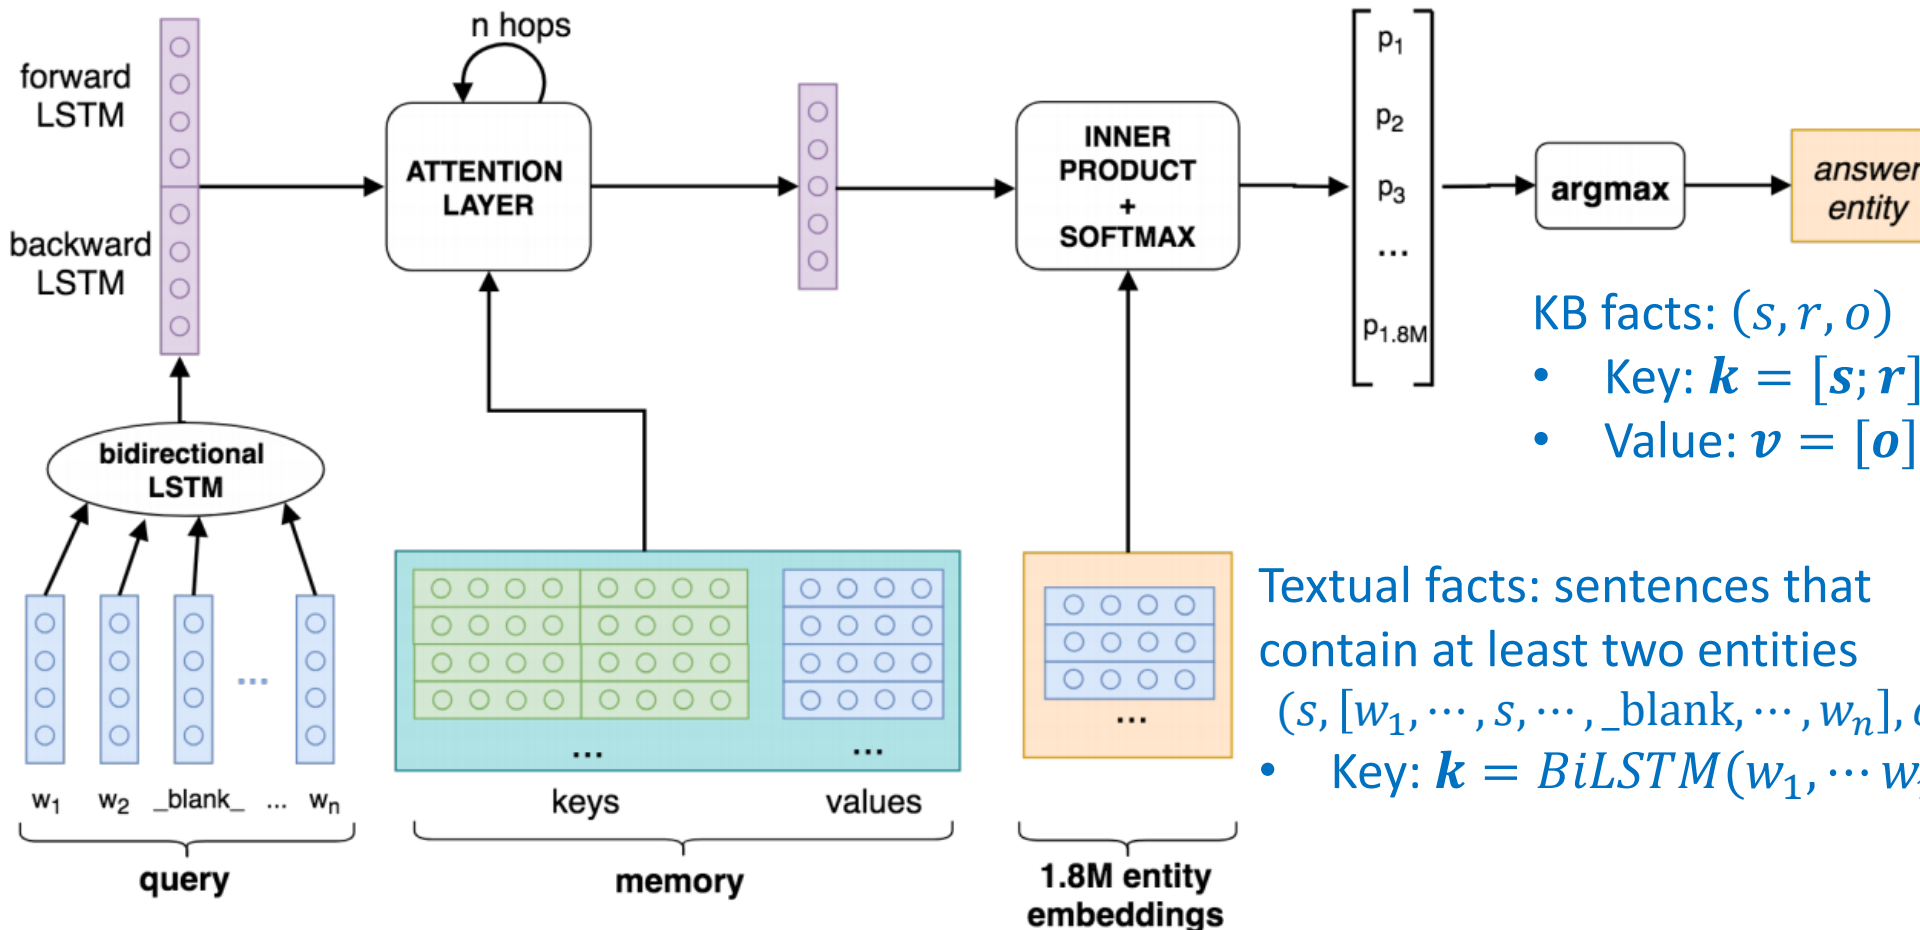 n hops
forward
LSTM
backward
LSTM
ATTENTION
LAYER
INNER
PRODUCT
+
SOFTMAX
p1
p2
p3
...
p1.8M
argmax
answer
entity
bidirectional
LSTM
...
w1 w2 _blank_ ... wn
query
... ...
keys values
memory
...
1.8M entity
embeddings
KB facts: (s, r, o)
• Key: k = [s; r]
• Value: v = [o]
Textual facts: sentences that
contain at least two entities
(s, [w1, ⋯, s, ⋯, _blank, ⋯, wn],
• Key: k = BiLSTM(w1, ⋯